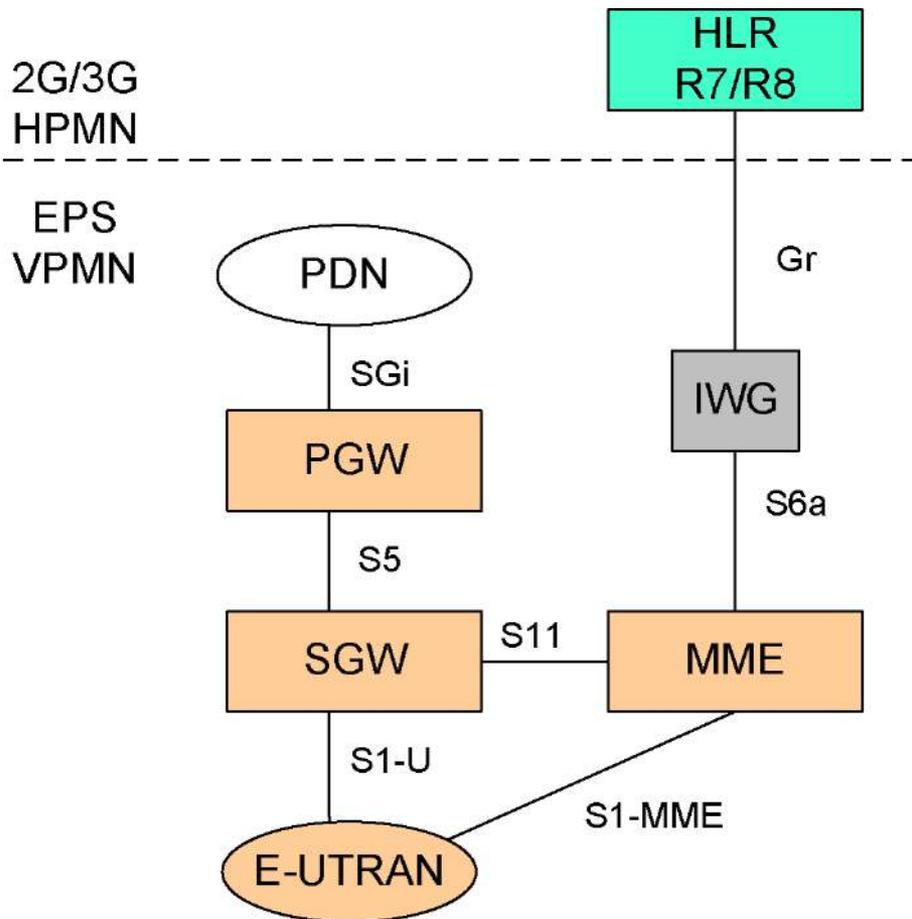 HLR
R7/R8
2G/3G
HPMN
EPS
VPMN
PDN
Gr
SGi
IWG
PGW
S6a
S5
S11
SGW
MME
S1-U
S1-MME
E-UTRAN